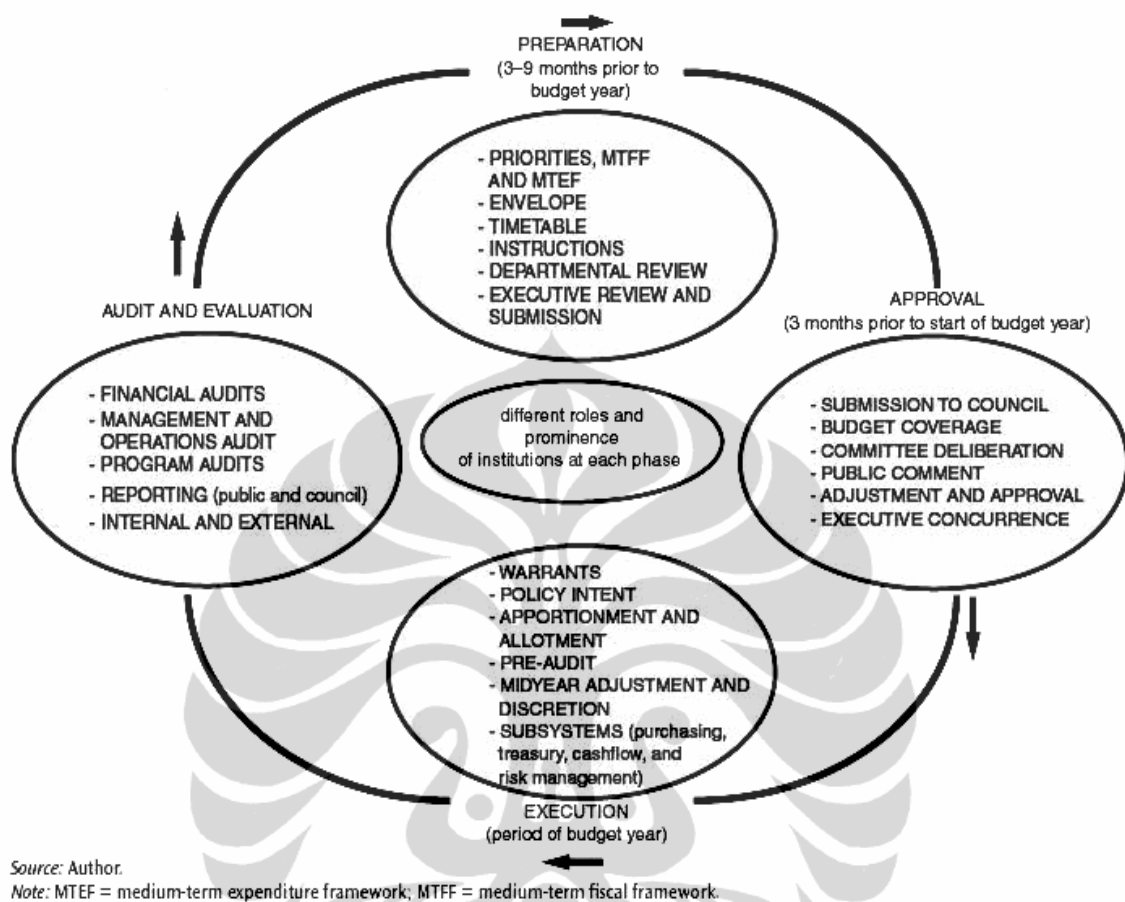 PREPARATION
(3–9 months prior to
budget year)
- PRIORITIES, MTFF
AND MTEF
- ENVELOPE
- TIMETABLE
- INSTRUCTIONS
- DEPARTMENTAL REVIEW
- EXECUTIVE REVIEW AND
SUBMISSION
AUDIT AND EVALUATION
APPROVAL
(3 months prior to start of budget year)
- FINANCIAL AUDITS
- MANAGEMENT AND
OPERATIONS AUDIT
- PROGRAM AUDITS
- REPORTING (public and council)
- INTERNAL AND EXTERNAL
different roles and
prominence
of institutions at each phase
- SUBMISSION TO COUNCIL
- BUDGET COVERAGE
- COMMITTEE DELIBERATION
- PUBLIC COMMENT
- ADJUSTMENT AND APPROVAL
- EXECUTIVE CONCURRENCE
- WARRANTS
- POLICY INTENT
- APPORTIONMENT AND
ALLOTMENT
- PRE-AUDIT
- MIDYEAR ADJUSTMENT AND
DISCRETION
- SUBSYSTEMS (purchasing,
treasury, cashflow, and
risk management)
EXECUTION
(period of budget year)
Source: Author.
Note: MTEF = medium-term expenditure framework; MTFF = medium-term fiscal framework.